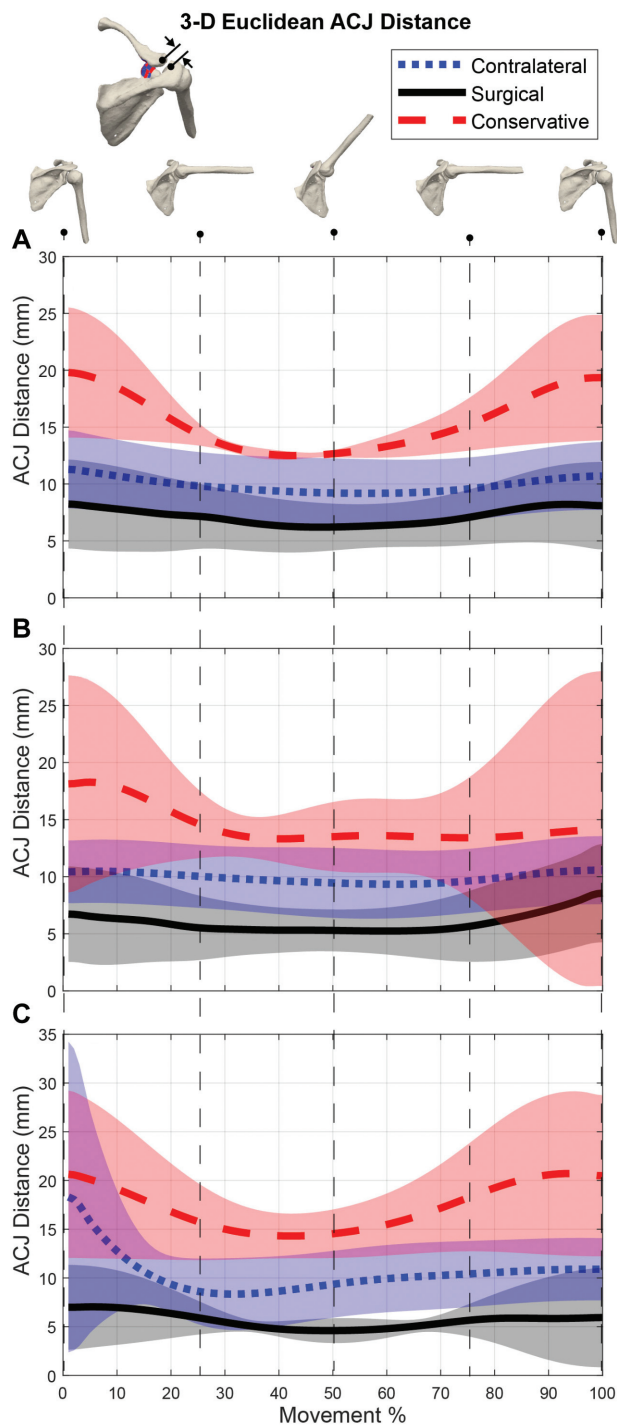 3-D Euclidean ACJ Distance
Contralateral
Surgical
Conservative
A
30
25
20
15
10
5
0
ACJ Distance (mm)
B
30
25
20
15
10
5
0
ACJ Distance (mm)
C
35
30
25
20
15
10
5
0
ACJ Distance (mm)
0 10 20 30 40 50 60 70 80 90 100
Movement %